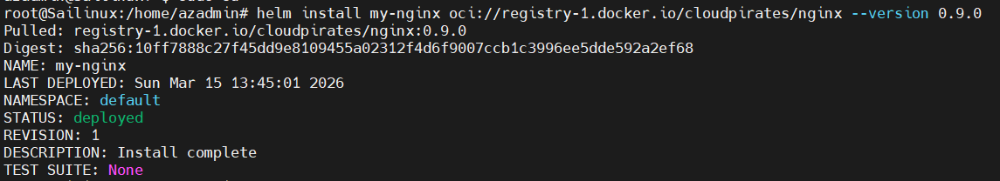 root@Sailinux:/home/azadmin# helm install my-nginx oci://registry-1.docker.io/cloudpirates/nginx --version 0.9.0
Pulled: registry-1.docker.io/cloudpirates/nginx:0.9.0
Digest: sha256:10ff7888c27f45dd9e8109455a02312f4d6f9007ccb1c3996ee5dde592a2ef68
NAME: my-nginx
LAST DEPLOYED: Sun Mar 15 13:45:01 2026
NAMESPACE: default
STATUS: deployed
REVISION: 1
DESCRIPTION: Install complete
TEST SUITE: None